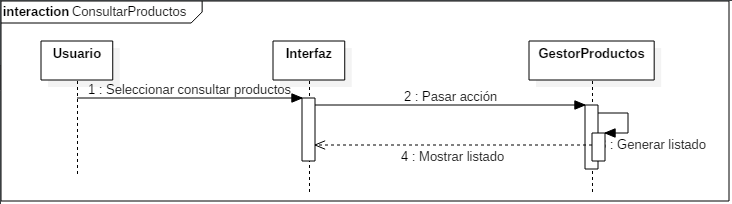 interaction ConsultarProductos
Usuario
Interfaz
GestorProductos
1 : Seleccionar consultar productos
2 : Pasar acción
: Generar listado
4 : Mostrar listado